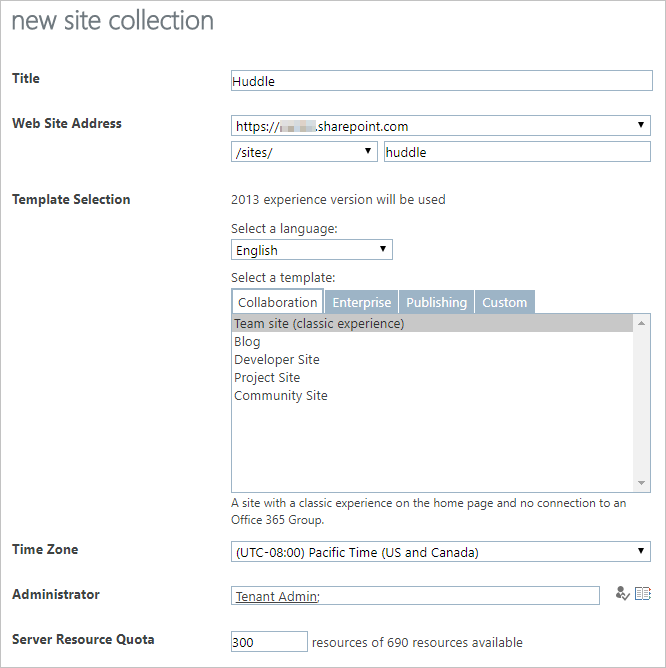 new site collection
Title
Huddle
Web Site Address
https:// .sharepoint.com
/sites/ huddle
Template Selection
2013 experience version will be used
Select a language:
English
Select a template:
Collaboration Enterprise Publishing Custom
Team site (classic experience)
Blog
Developer Site
Project Site
Community Site
A site with a classic experience on the home page and no connection to an
Office 365 Group.
Time Zone
(UTC-08:00) Pacific Time (US and Canada)
Administrator
Tenant Admin;
Server Resource Quota
300 resources of 690 resources available